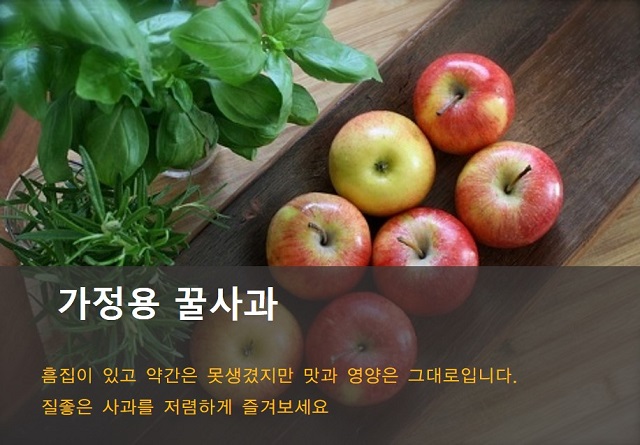 가정용 꿀사과
흠집이 있고 약간은 못생겼지만 맛과 영양은 그대로입니다.
질좋은 사과를 저렴하게 즐겨보세요